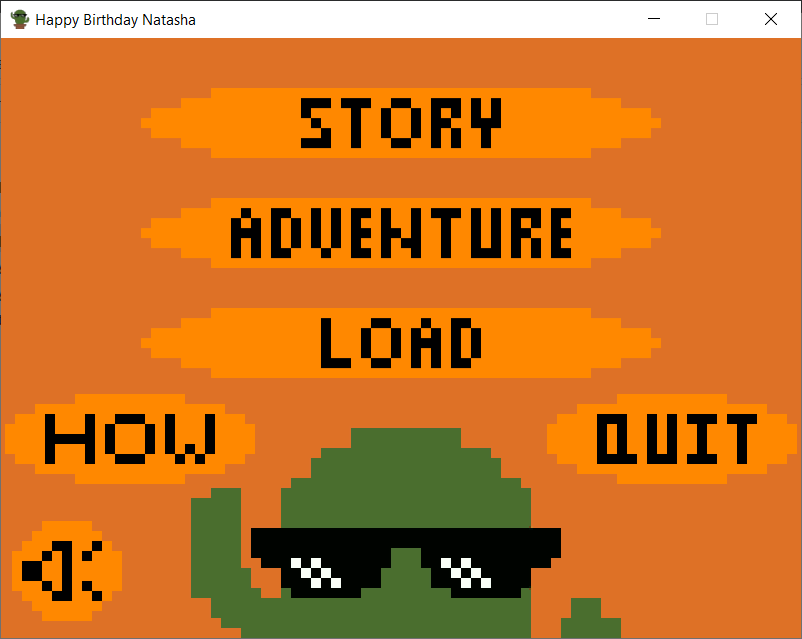 Happy Birthday Natasha
STORY
ADVENTURE
LOAD
HOW
QUIT